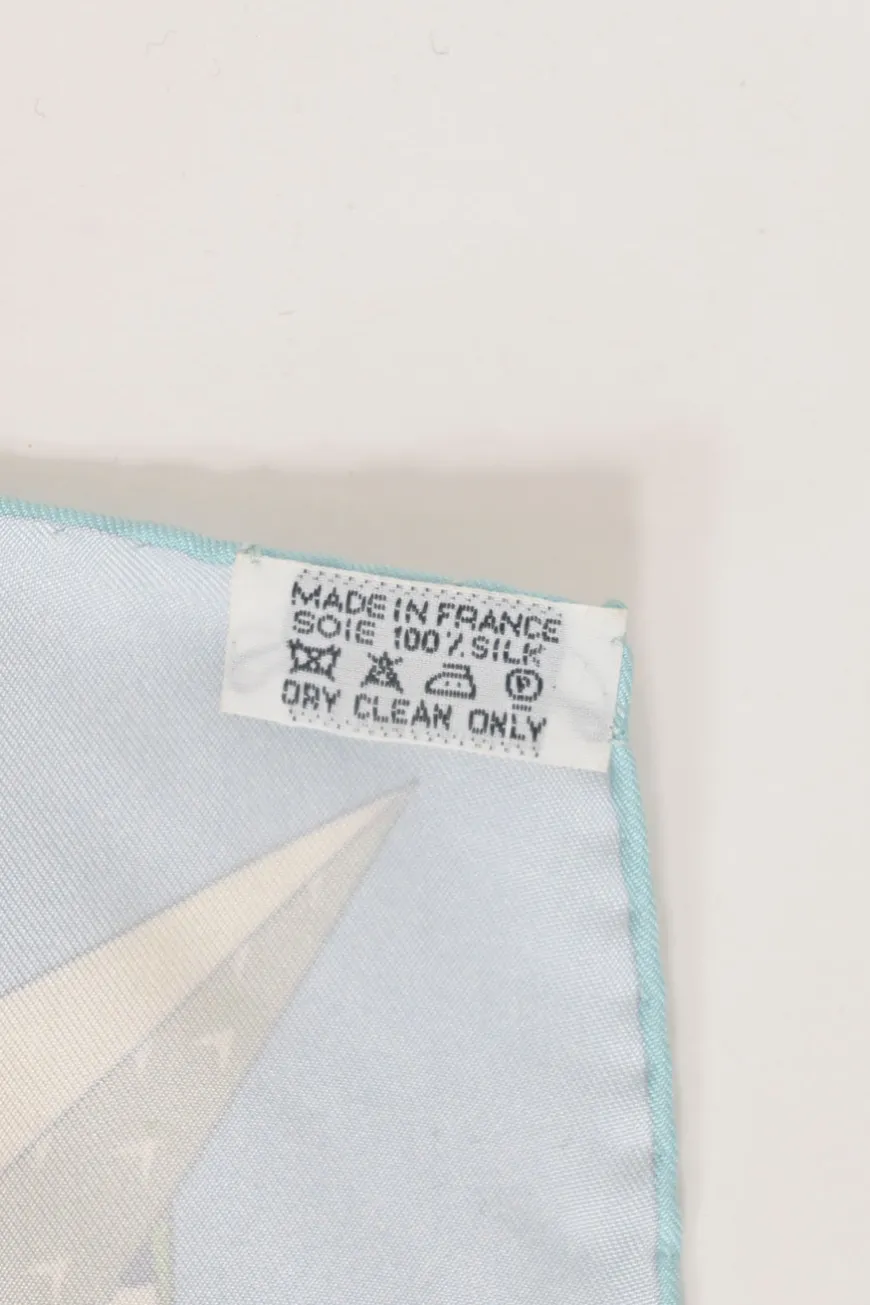 MADE IN FRANCE
SOIE 100% SILK
P
DRY CLEAN ONLY